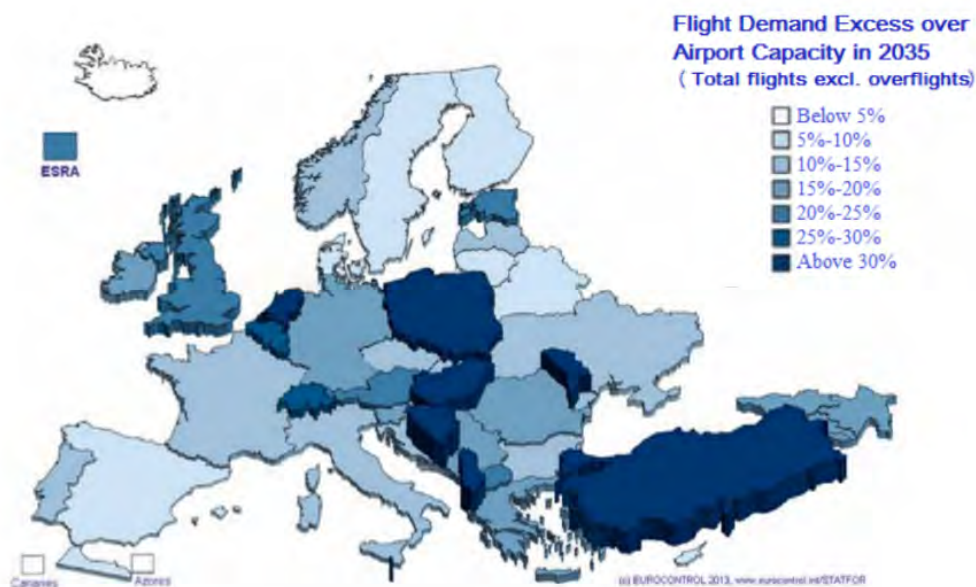 Flight Demand Excess over
Airport Capacity in 2035
( Total flights excl. overflights)
Below 5%
5%-10%
10%-15%
15%-20%
20%-25%
25%-30%
Above 30%
ESRA
Canaries
Azores
(c) EUROCONTROL 2013, www.eurocontrol.int/STATFOR